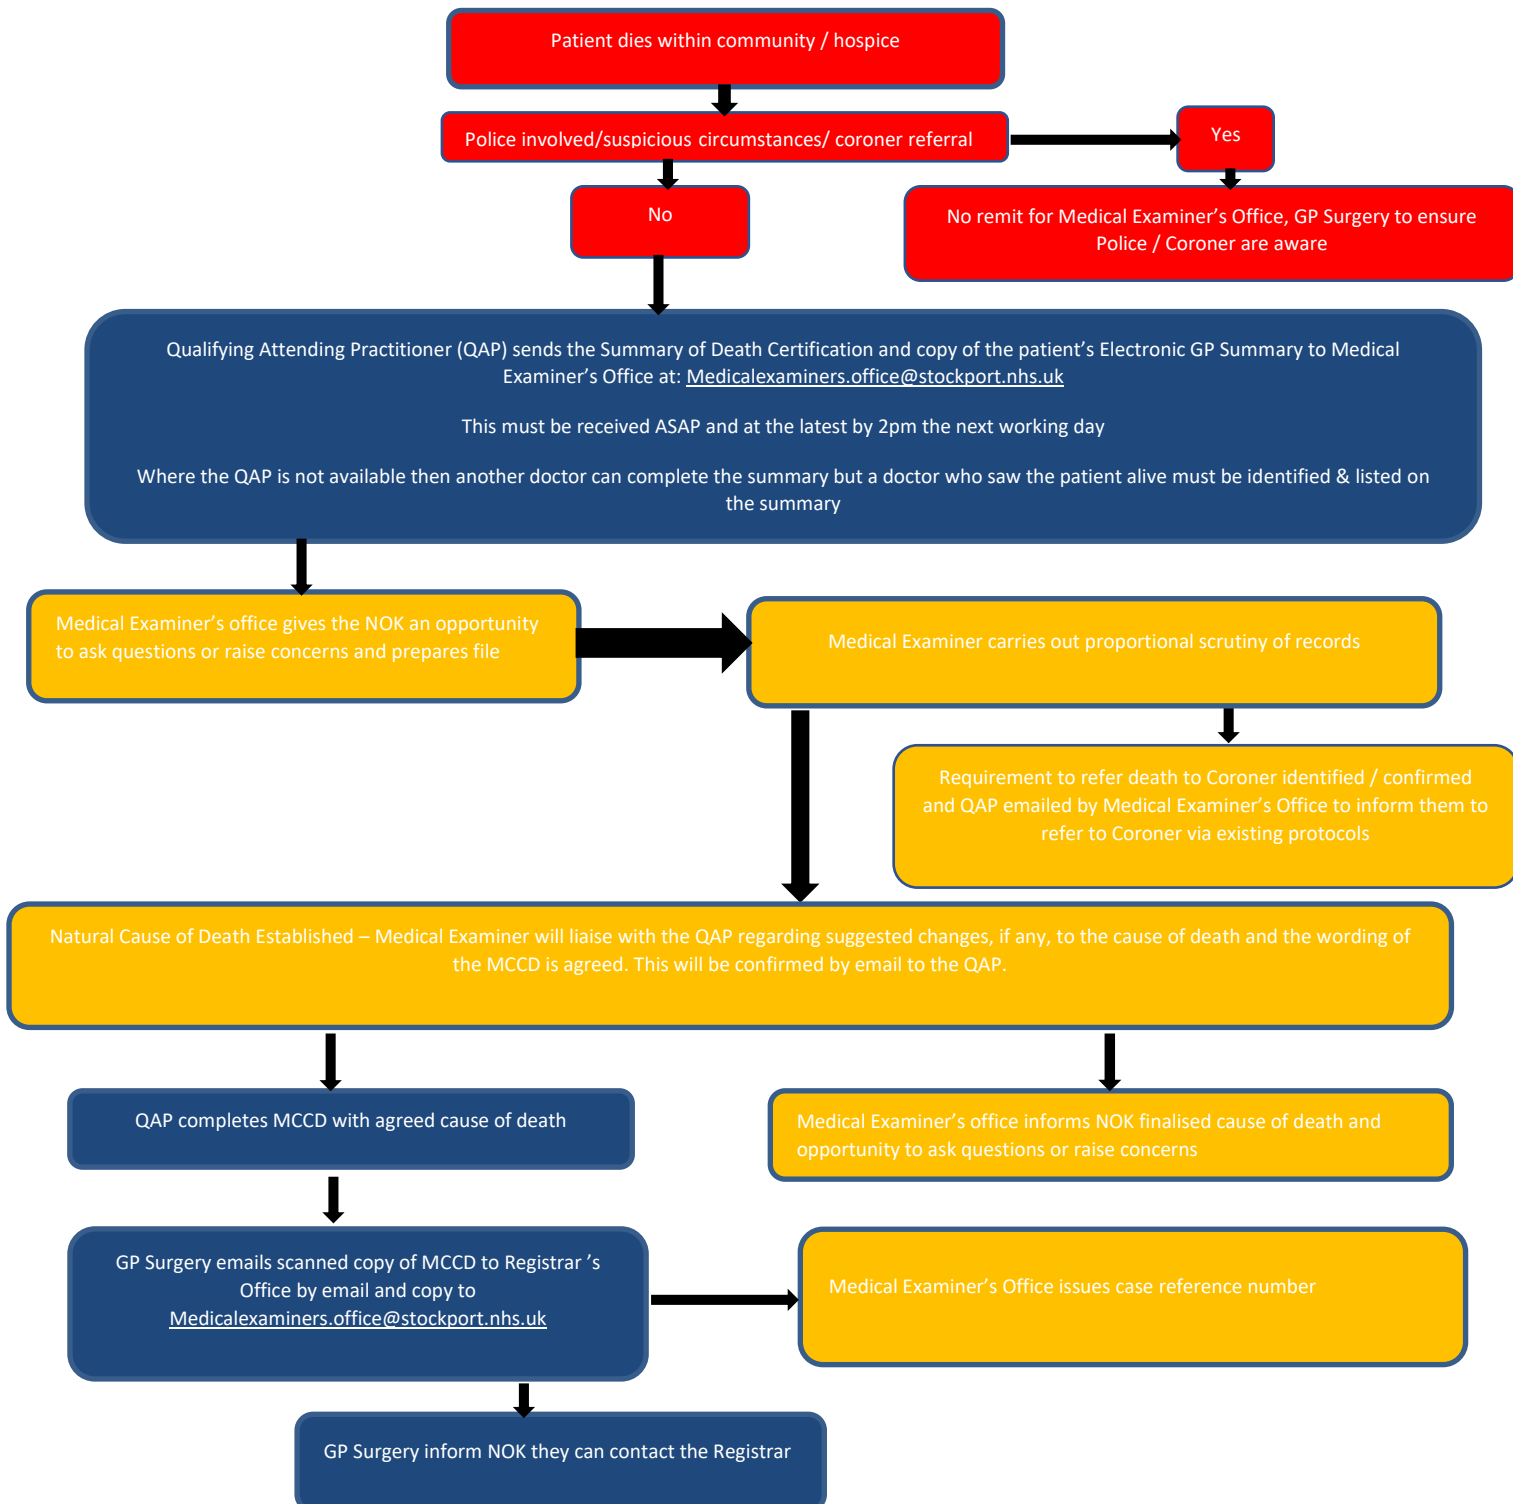 Patient dies within community / hospice
Police involved/suspicious circumstances/ coroner referral
Yes
No
No remit for Medical Examiner’s Office, GP Surgery to ensure
Police / Coroner are aware
Qualifying Attending Practitioner (QAP) sends the Summary of Death Certification and copy of the patient’s Electronic GP Summary to Medical
Examiner’s Office at: Medicalexaminers.office@stockport.nhs.uk
This must be received ASAP and at the latest by 2pm the next working day
Where the QAP is not available then another doctor can complete the summary but a doctor who saw the patient alive must be identified & listed on
the summary
Medical Examiner’s office gives the NOK an opportunity
to ask questions or raise concerns and prepares file
Medical Examiner carries out proportional scrutiny of records
Requirement to refer death to Coroner identified / confirmed
and QAP emailed by Medical Examiner’s Office to inform them to
refer to Coroner via existing protocols
Natural Cause of Death Established – Medical Examiner will liaise with the QAP regarding suggested changes, if any, to the cause of death and the wording of
the MCCD is agreed. This will be confirmed by email to the QAP.
QAP completes MCCD with agreed cause of death
Medical Examiner’s office informs NOK finalised cause of death and
opportunity to ask questions or raise concerns
GP Surgery emails scanned copy of MCCD to Registrar ’s
Office by email and copy to
Medicalexaminers.office@stockport.nhs.uk
Medical Examiner’s Office issues case reference number
GP Surgery inform NOK they can contact the Registrar